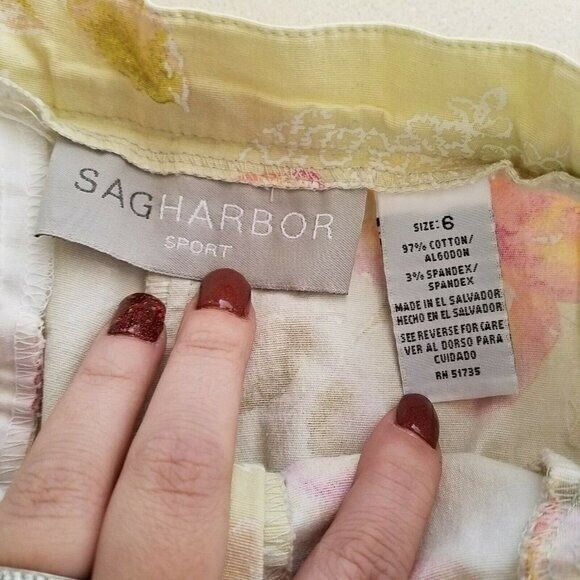 SAGHARBOR
SPORT
SIZE: 6
97% COTTON/
ALGODON
3% SPANDEX/
SPANDEX
MADE IN EL SALVADOR
HECHO EN EL SALVADOR
SEE REVERSE FOR CARE
VER AL DORSO PARA
CUIDADO
RN 51735